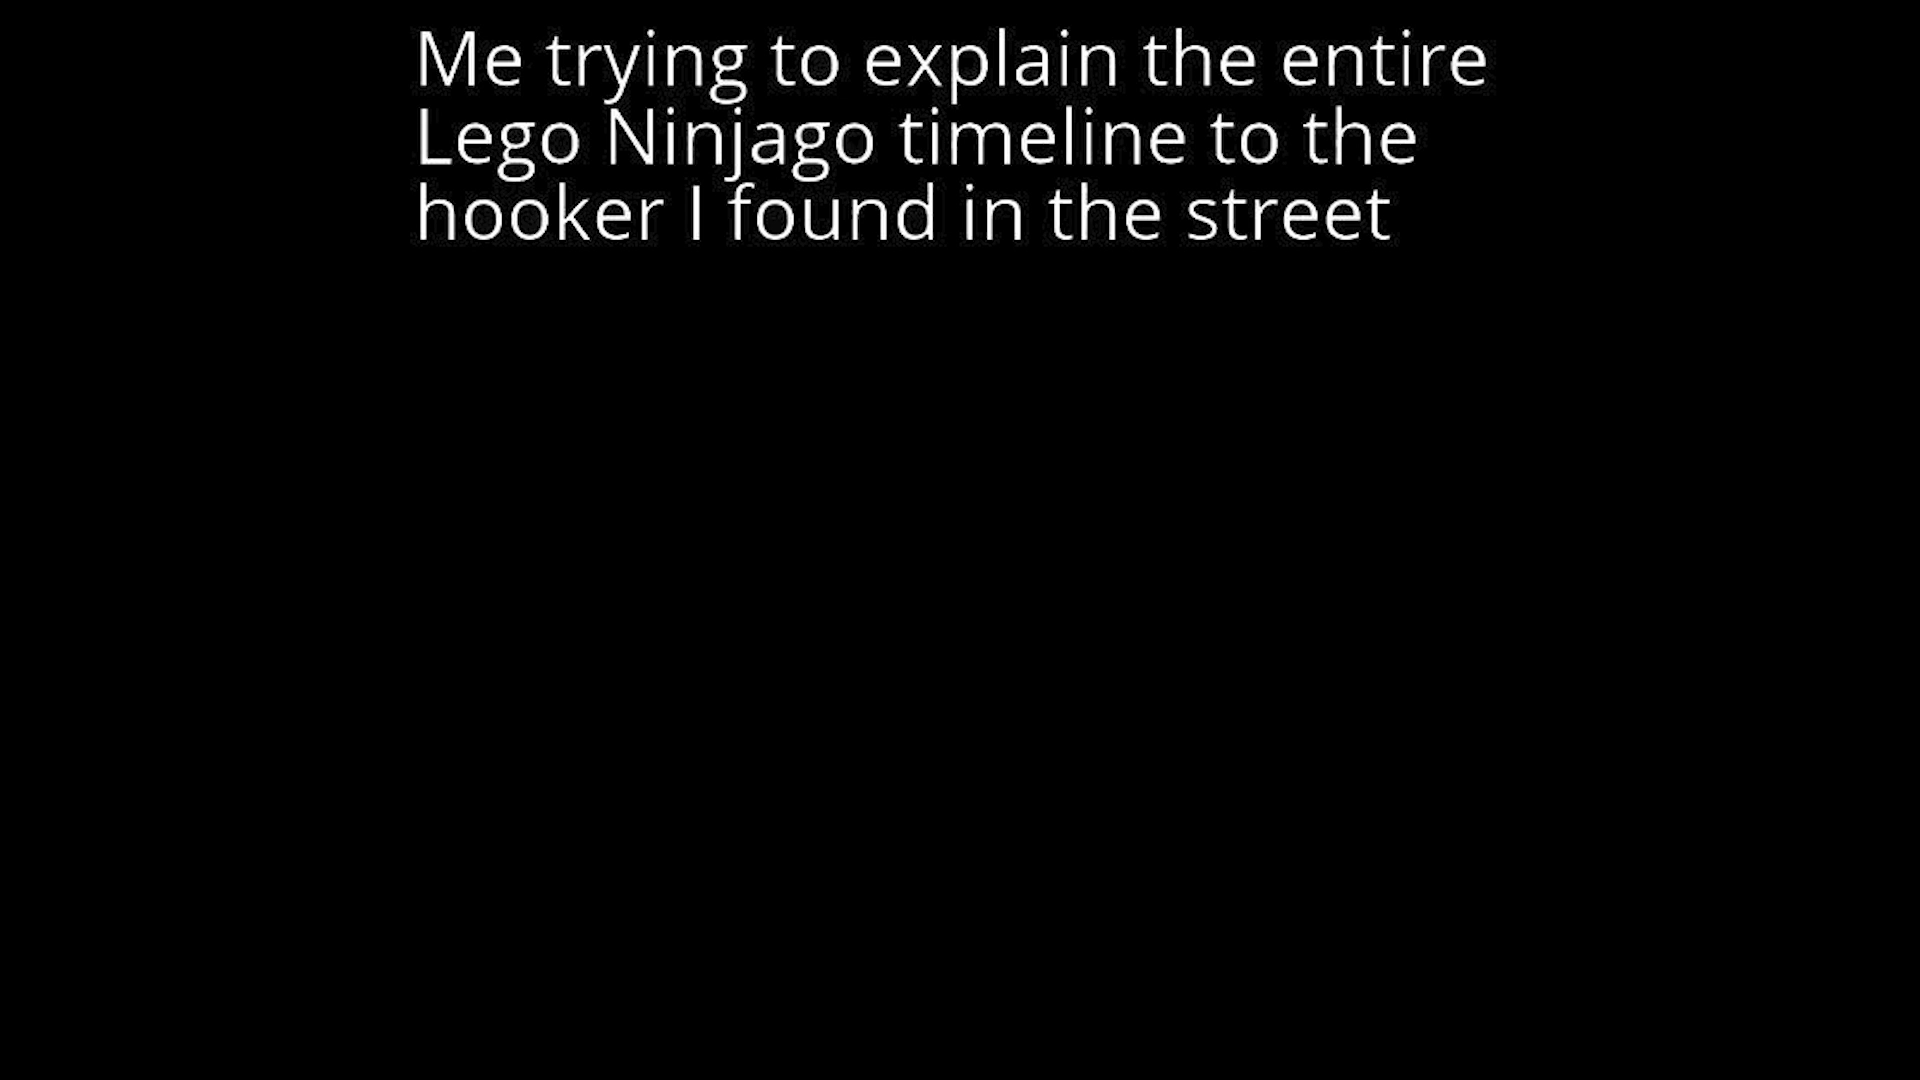 Me trying to explain the entire
Lego Ninjago timeline to the
hooker I found in the street